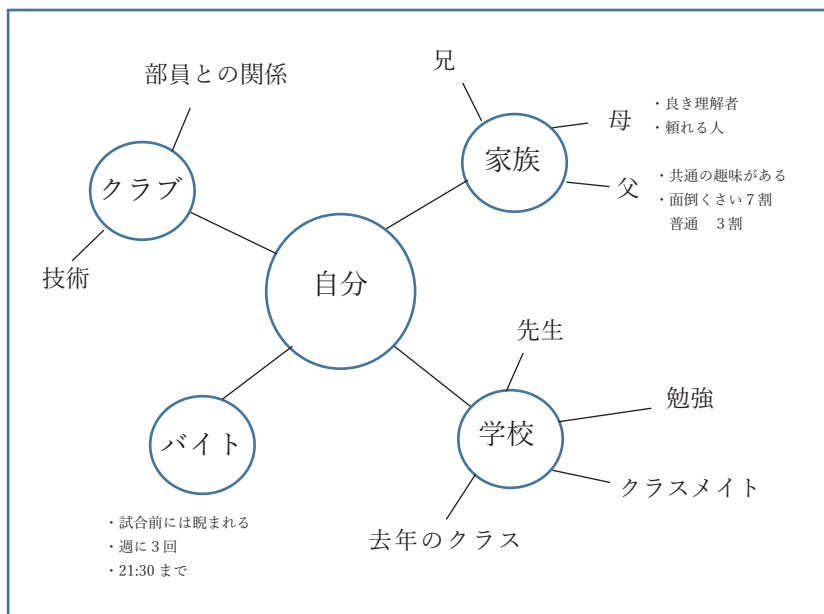 部員との関係
クラブ
技術
兄
母
・良き理解者
・頼れる人
家族
父
・共通の趣味がある
・面倒くさい７割
普通　３割
自分
バイト
・試合前には睨まれる
・週に３回
・21:30 まで
先生
勉強
学校
クラスメイト
去年のクラス